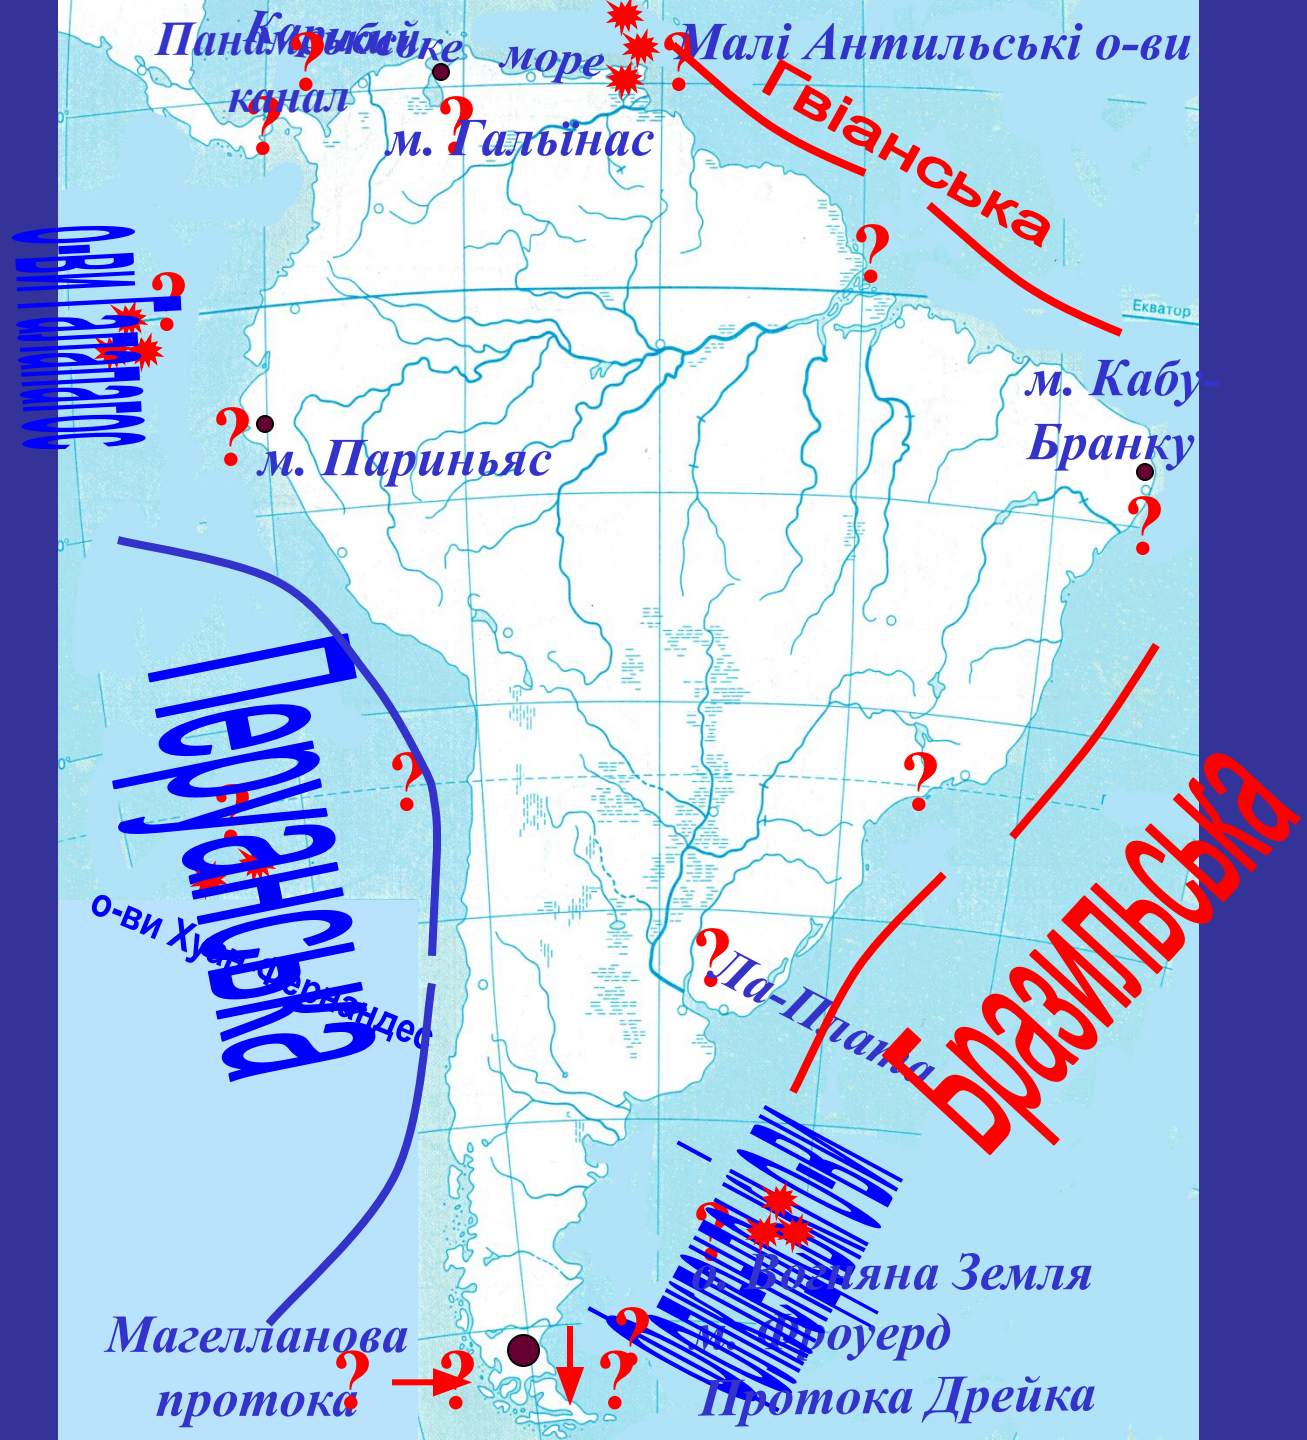 Карибське море
Панамський
канал
Малі Антильські о-ви
Гвіанська
м. Гальїнас
о-ви Галапагос
Екватор
м. Кабу-
Бранку
м. Париньяс
Перуанська
о-ви Хуан-Фернандес
Ла-Плата
Бразильська
о. Вогняна Земля
м. Фроуерд
Протока Дрейка
Магелланова
протока
? ? ? ? ? ? ? ? ? ? ? ? ? ? ? ? ?